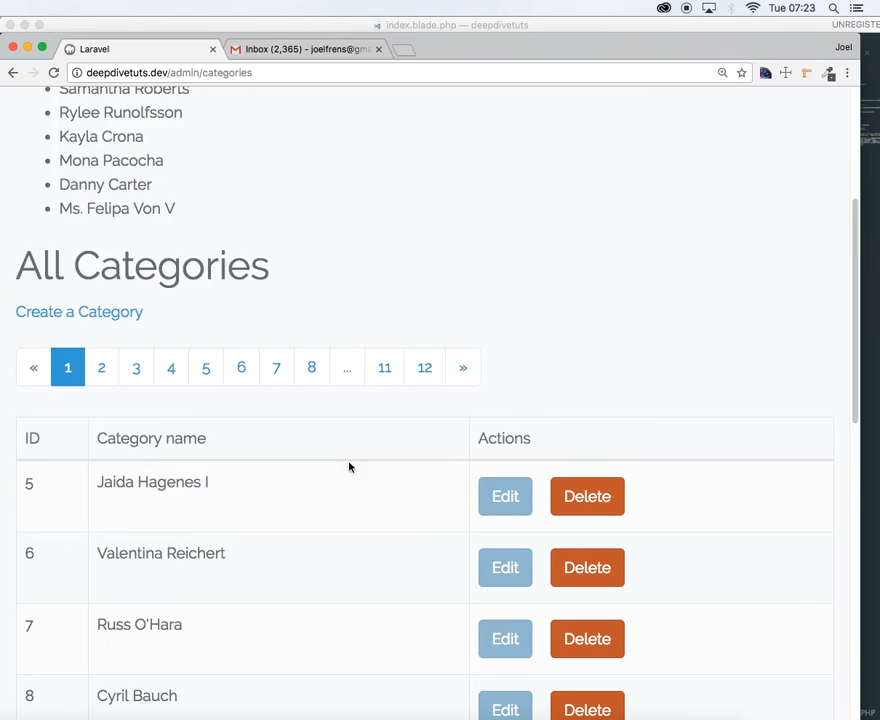 Tue 07:23
index.blade.php — deepdivetuts
UNREGISTE
Laravel
Inbox (2,365) - joelfrens@gm
Joel
deepdivetuts.dev/admin/categories
Samantha Roberts
Rylee Runolfsson
Kayla Crona
Mona Pacocha
Danny Carter
Ms. Felipa Von V
All Categories
Create a Category
« 1 2 3 4 5 6 7 8 ... 11 12 »
ID Category name Actions
5 Jaida Hagenes I Edit Delete
6 Valentina Reichert Edit Delete
7 Russ O'Hara Edit Delete
8 Cyril Bauch Edit Delete
PHP